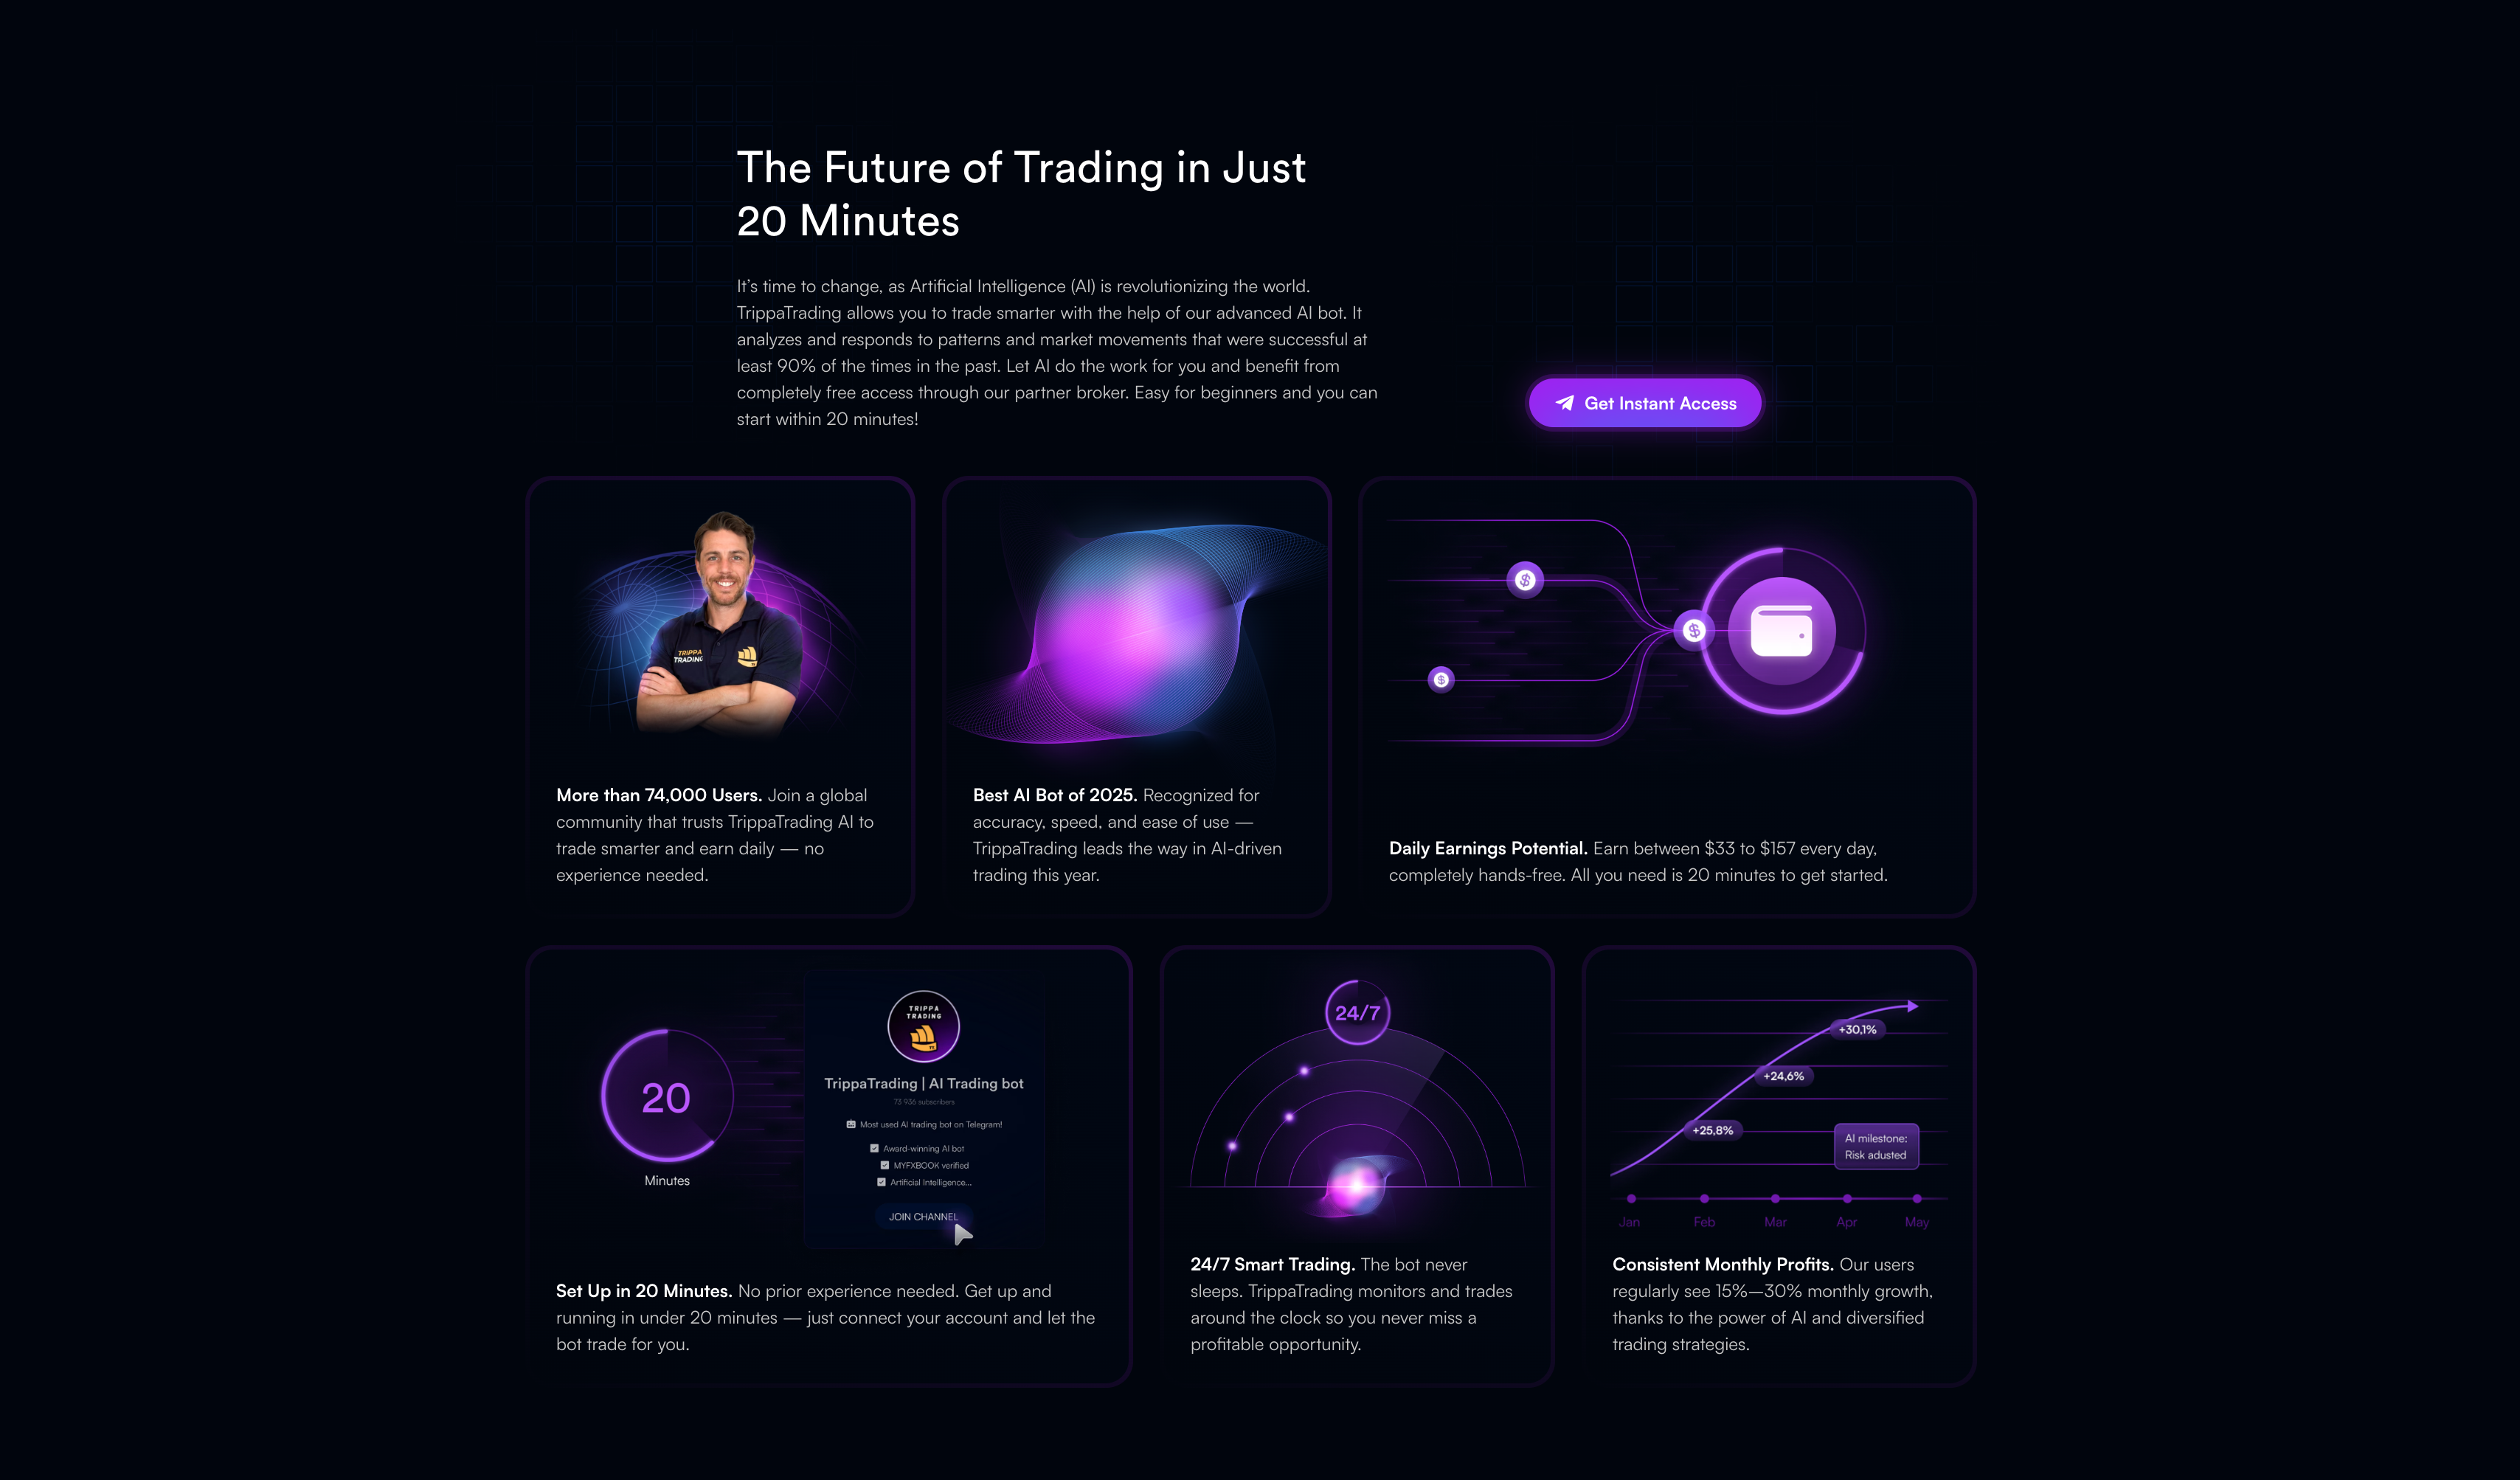 The Future of Trading in Just
20 Minutes
It’s time to change, as Artificial Intelligence (AI) is revolutionizing the world.
TrippaTrading allows you to trade smarter with the help of our advanced AI bot. It
analyzes and responds to patterns and market movements that were successful at
least 90% of the times in the past. Let AI do the work for you and benefit from
completely free access through our partner broker. Easy for beginners and you can
start within 20 minutes!
Get Instant Access
TRIPPA
TRADING
More than 74,000 Users. Join a global
community that trusts TrippaTrading AI to
trade smarter and earn daily — no
experience needed.
Best AI Bot of 2025. Recognized for
accuracy, speed, and ease of use —
TrippaTrading leads the way in AI-driven
trading this year.
$
$
$
Daily Earnings Potential. Earn between $33 to $157 every day,
completely hands-free. All you need is 20 minutes to get started.
20
Minutes
TRIPPA
TRADING
TrippaTrading | AI Trading bot
73 936 subscribers
Most used AI trading bot on Telegram!
Award-winning AI bot
MYFXBOOK verified
Artificial Intelligence...
JOIN CHANNEL
Set Up in 20 Minutes. No prior experience needed. Get up and
running in under 20 minutes — just connect your account and let the
bot trade for you.
24/7
24/7 Smart Trading. The bot never
sleeps. TrippaTrading monitors and trades
around the clock so you never miss a
profitable opportunity.
+30,1%
+24,6%
+25,8%
AI milestone:
Risk adusted
Jan Feb Mar Apr May
Consistent Monthly Profits. Our users
regularly see 15%–30% monthly growth,
thanks to the power of AI and diversified
trading strategies.